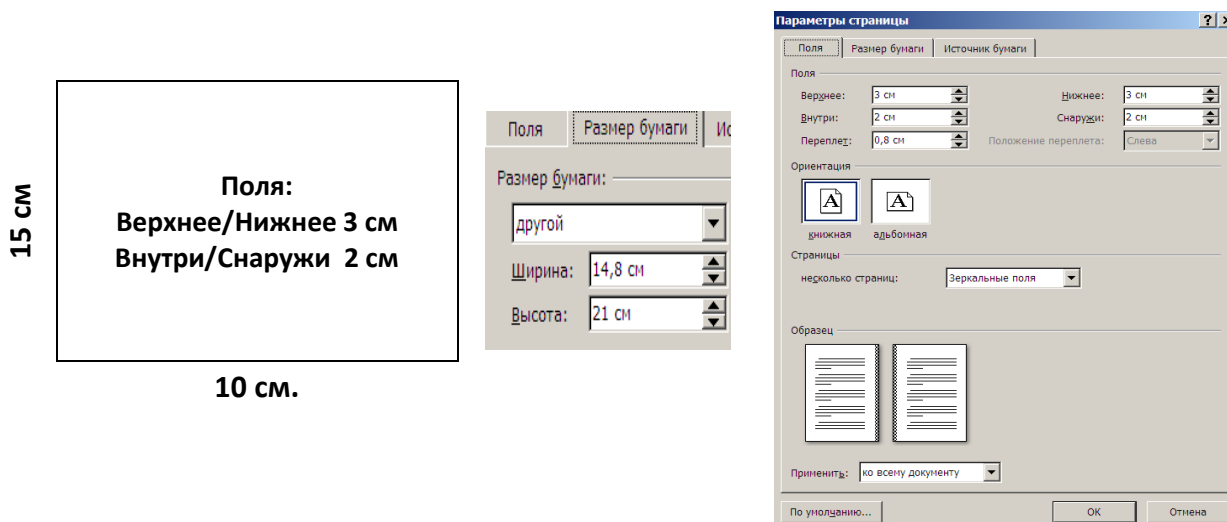 15 см
Поля:
Верхнее/Нижнее 3 см
Внутри/Снаружи 2 см
10 см.
Поля Размер бумаги Ис
Размер бумаги:
другой
Ширина: 14,8 см
Высота: 21 см
Параметры страницы
Поля Размер бумаги Источник бумаги
Поля
Верхнее: 3 см Нижнее: 3 см
Внутри: 2 см Снаружи: 2 см
Переплет: 0,8 см Положение переплета: Слева
Ориентация
книжная альбомная
Страницы
несколько страниц: Зеркальные поля
Образец
Применить: ко всему документу
По умолчанию... ОК Отмена